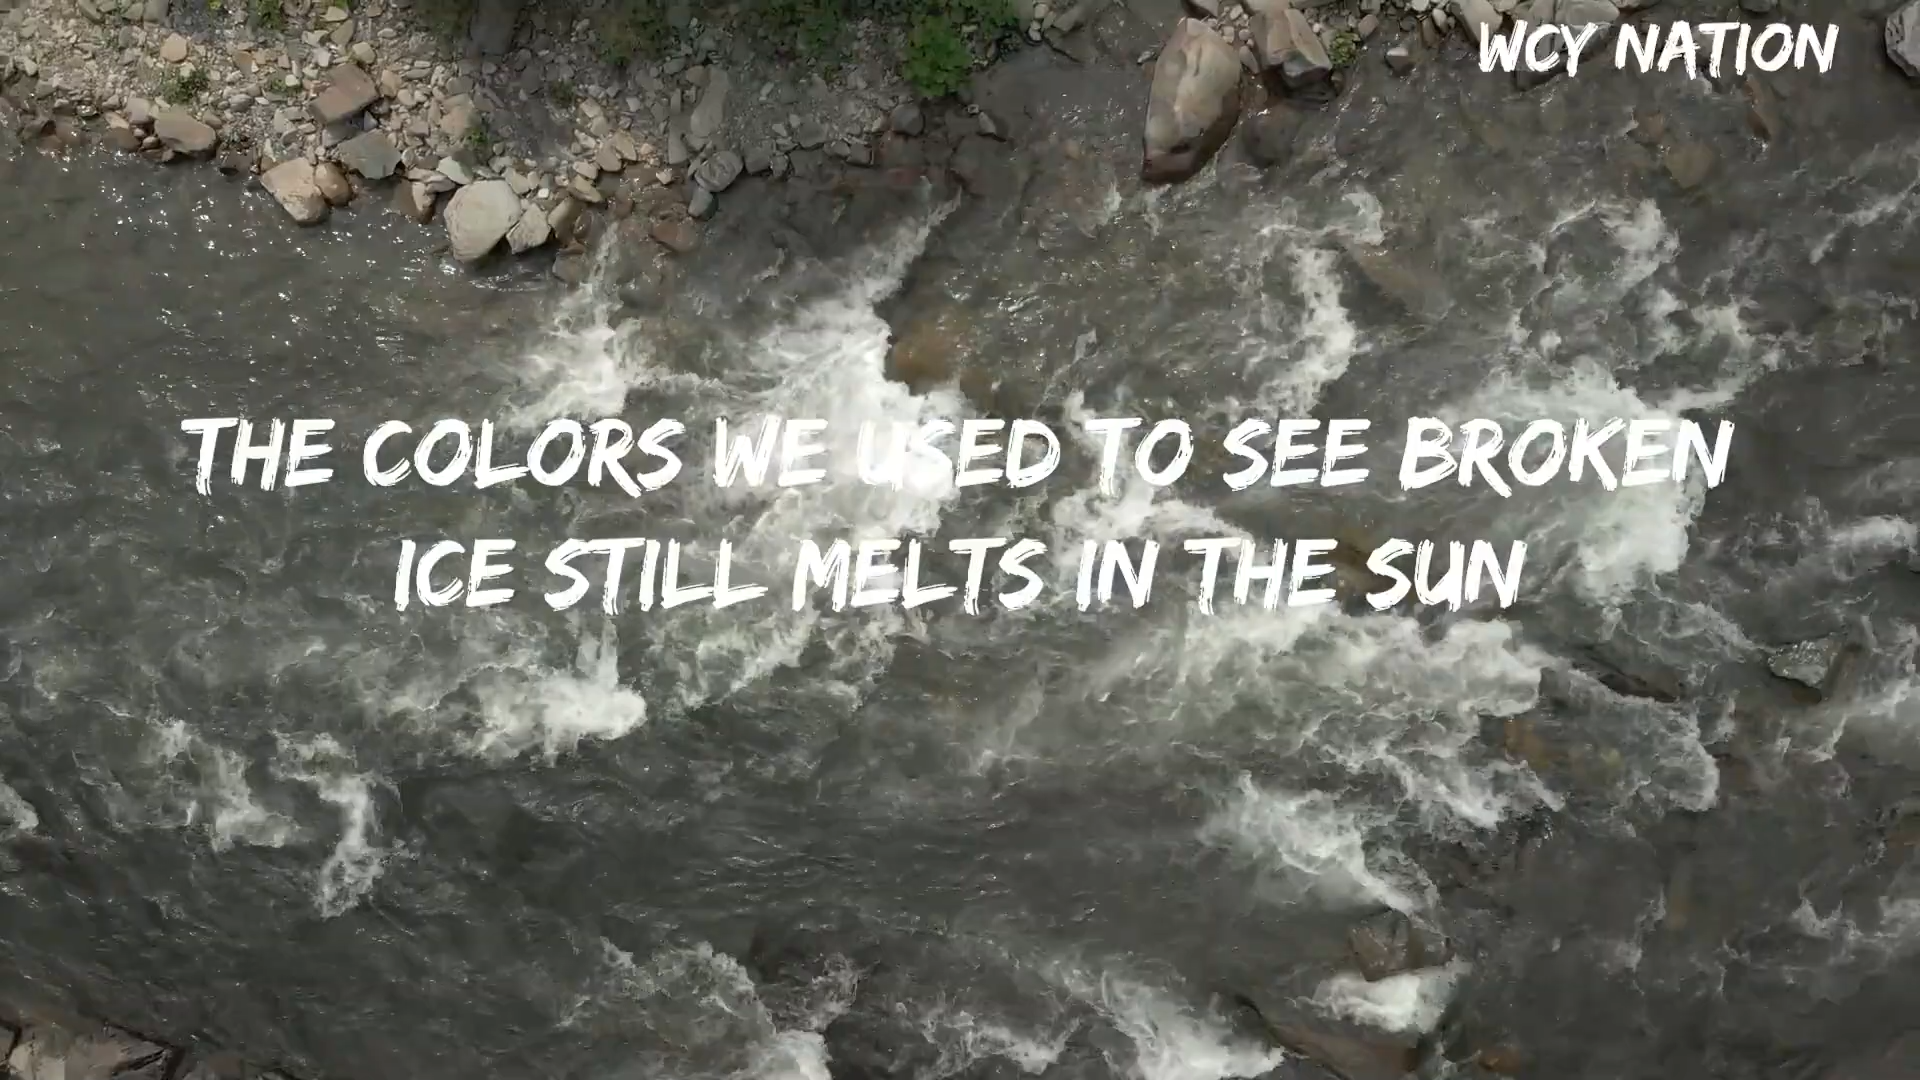 WCY NATION
THE COLORS WE USED TO SEE BROKEN
ICE STILL MELTS IN THE SUN